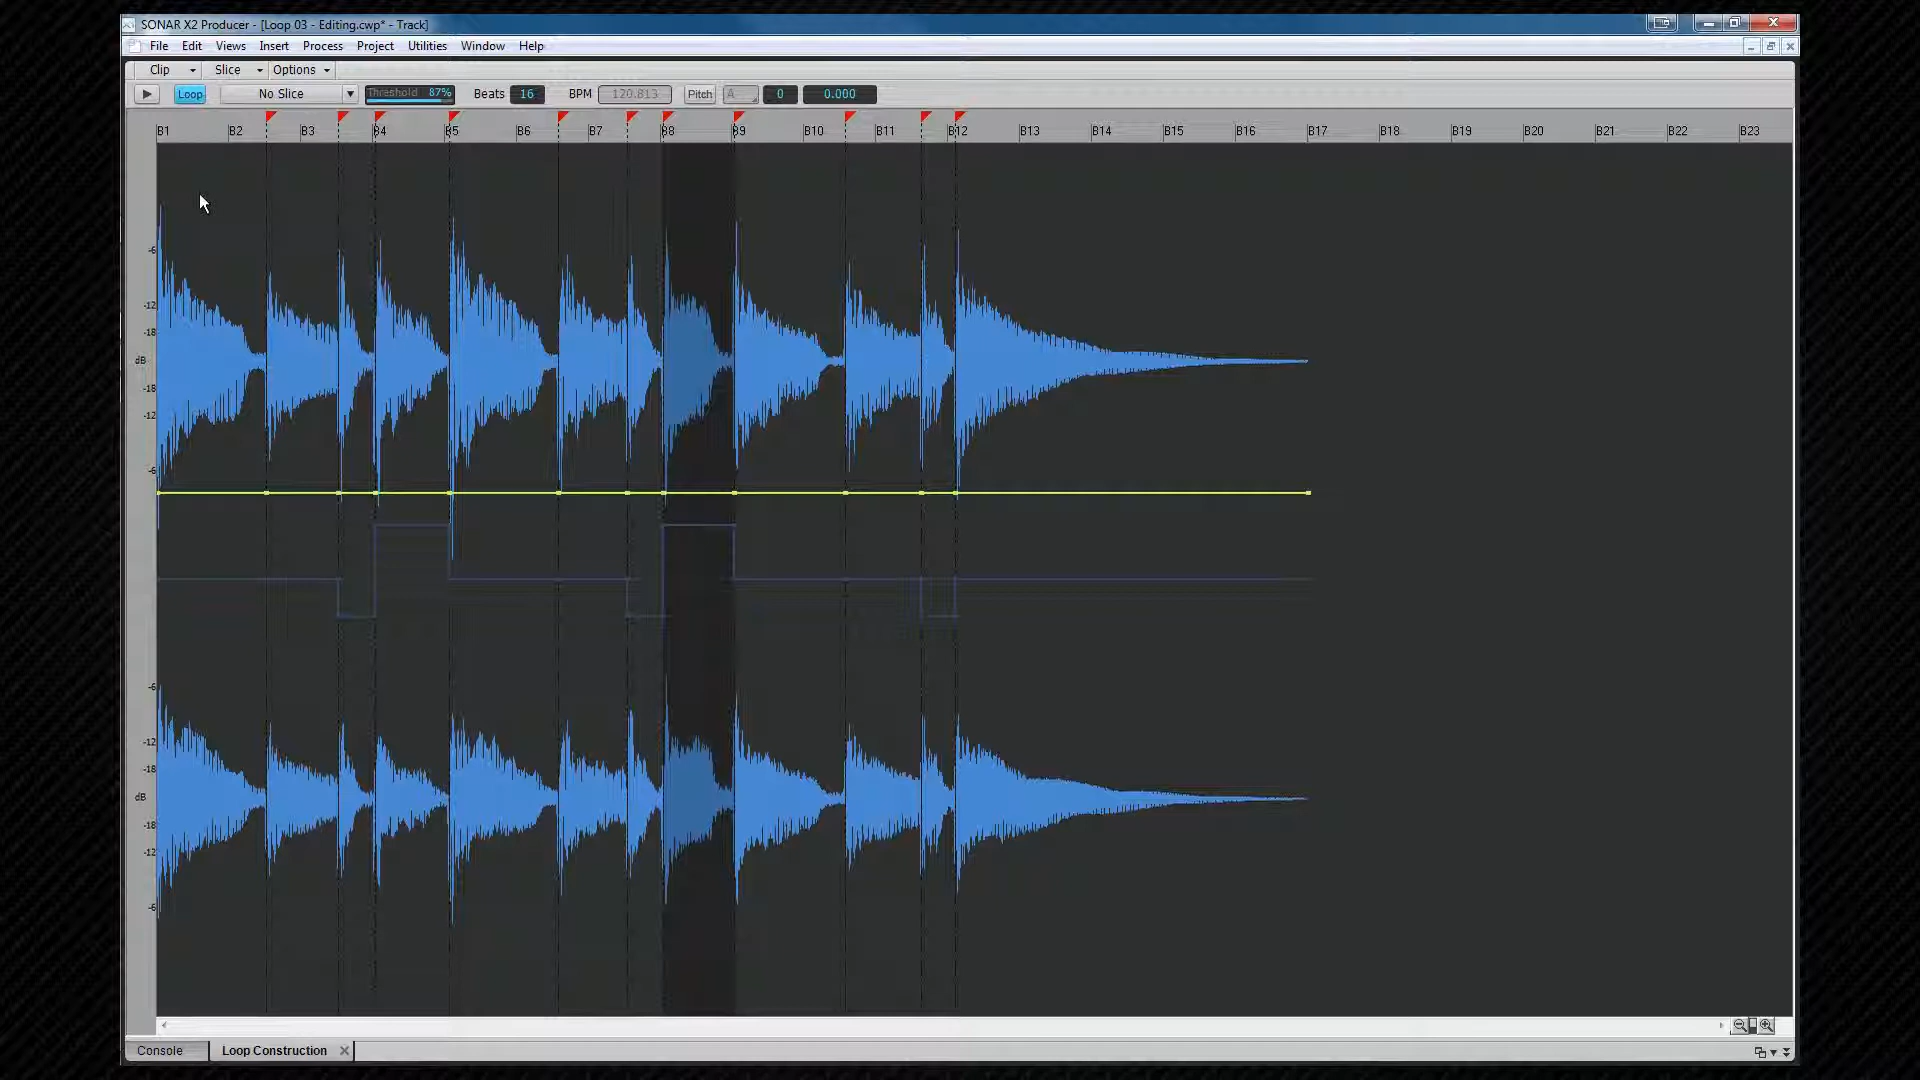 SONAR X2 Producer - [Loop 03 - Editing.cwp* - Track]
File Edit Views Insert Process Project Utilities Window Help
Clip Slice Options
Loop No Slice Threshold 87% Beats 16 BPM 120.813 Pitch A 0 0.000
B1 B2 B3 B4 B5 B6 B7 B8 B9 B10 B11 B12 B13 B14 B15 B16 B17 B18 B19 B20 B21 B22 B23
-6
-12
-18
dB
-18
-12
-6
-6
-12
-18
dB
-18
-12
-6
Console Loop Construction